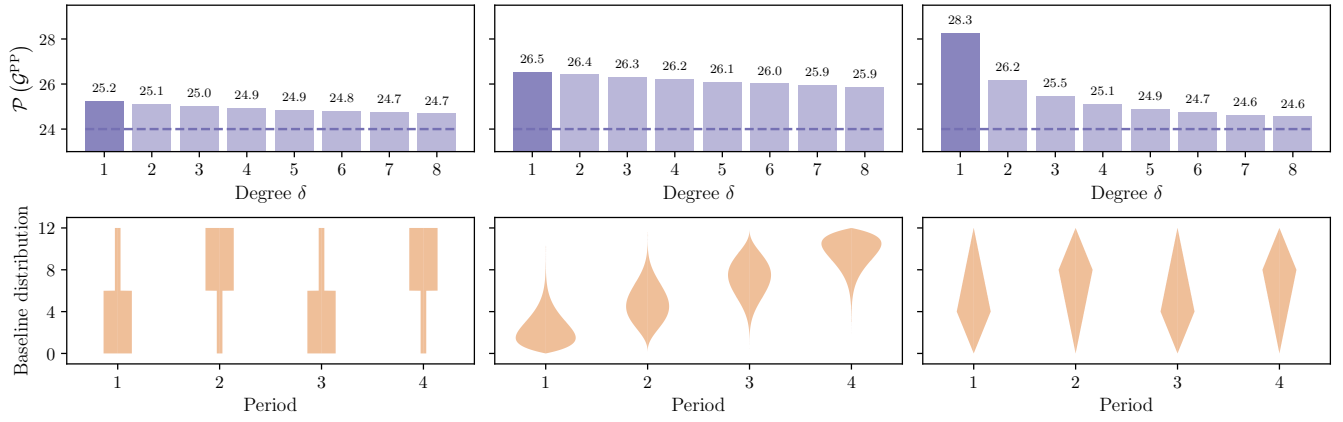 𝒫 (𝒢^PP)
28
26
24
25.2 25.1 25.0 24.9 24.9 24.8 24.7 24.7
1 2 3 4 5 6 7 8
Degree δ
26.5 26.4 26.3 26.2 26.1 26.0 25.9 25.9
1 2 3 4 5 6 7 8
Degree δ
28.3 26.2 25.5 25.1 24.9 24.7 24.6 24.6
1 2 3 4 5 6 7 8
Degree δ
Baseline distribution
12
8
4
0
1 2 3 4
Period
1 2 3 4
Period
1 2 3 4
Period